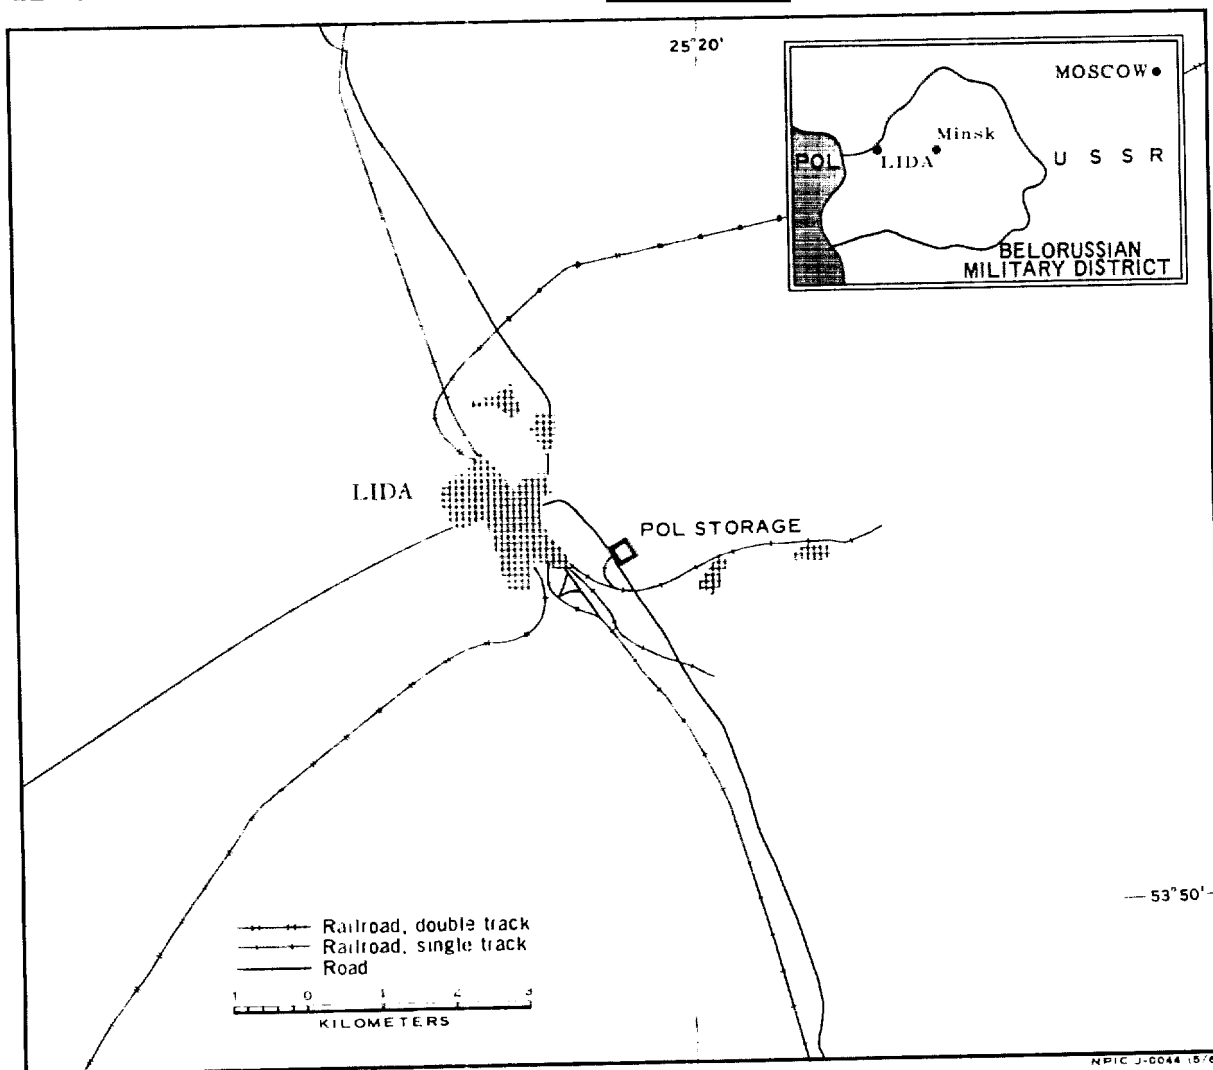 25°20'
MOSCOW
Minsk
POL
LIDA
U S S R
BELORUSSIAN
MILITARY DISTRICT
LIDA
POL STORAGE
53°50'
Railroad, double track
Railroad, single track
Road
1 0 1 2 3
KILOMETERS
NPIC J-0044